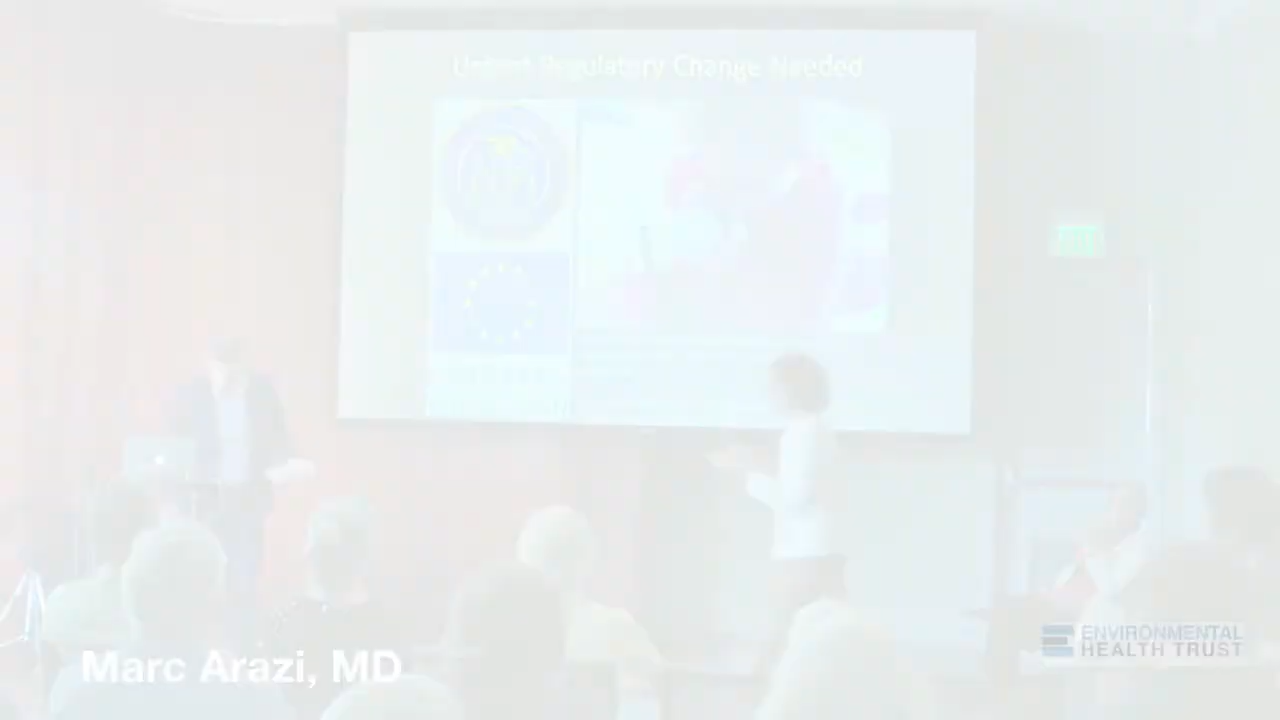 Urgent Regulatory Change Needed
Marc Arazi, MD
ENVIRONMENTAL
HEALTH TRUST